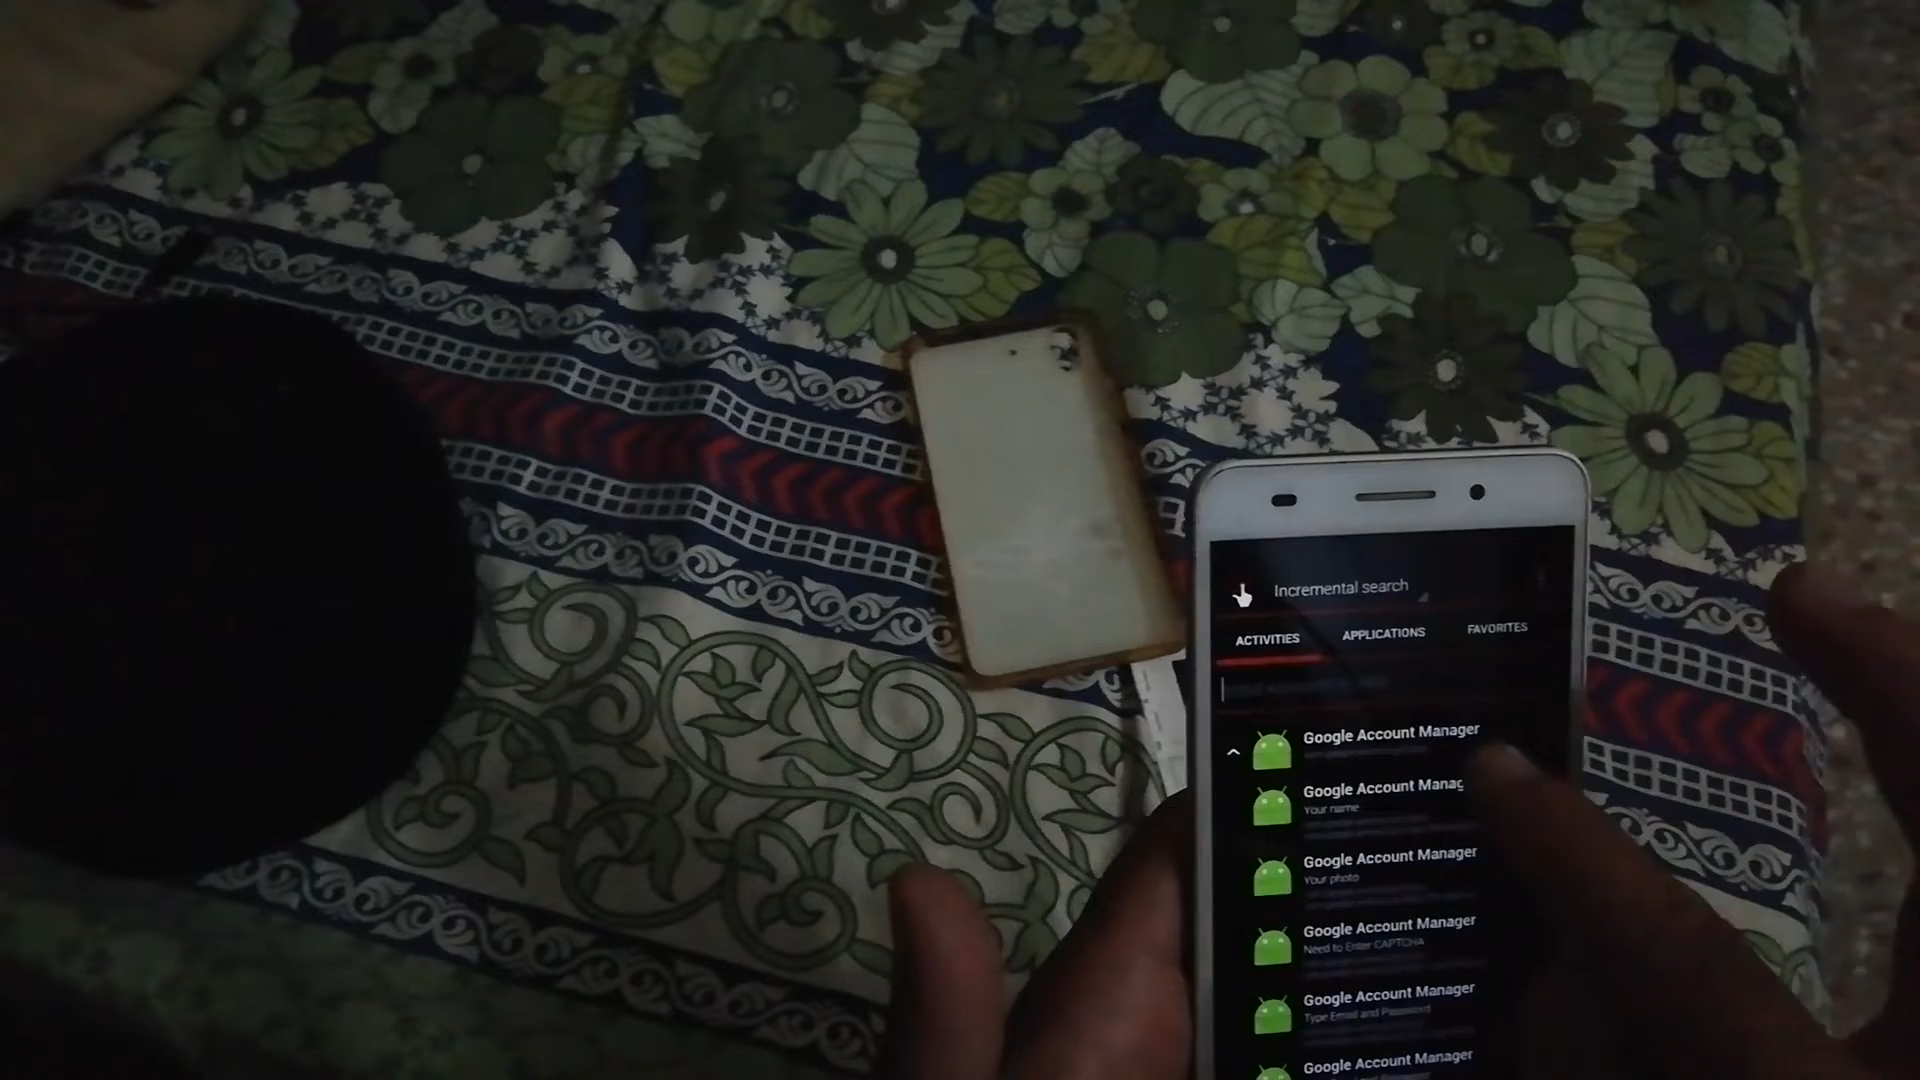 Incremental search
ACTIVITIES APPLICATIONS FAVORITES
Google Account Manager
Google Account Manag
Your name
Google Account Manager
Your photo
Google Account Manager
Need to Enter CAPTCHA
Google Account Manager
Type Email and Password
Google Account Manager